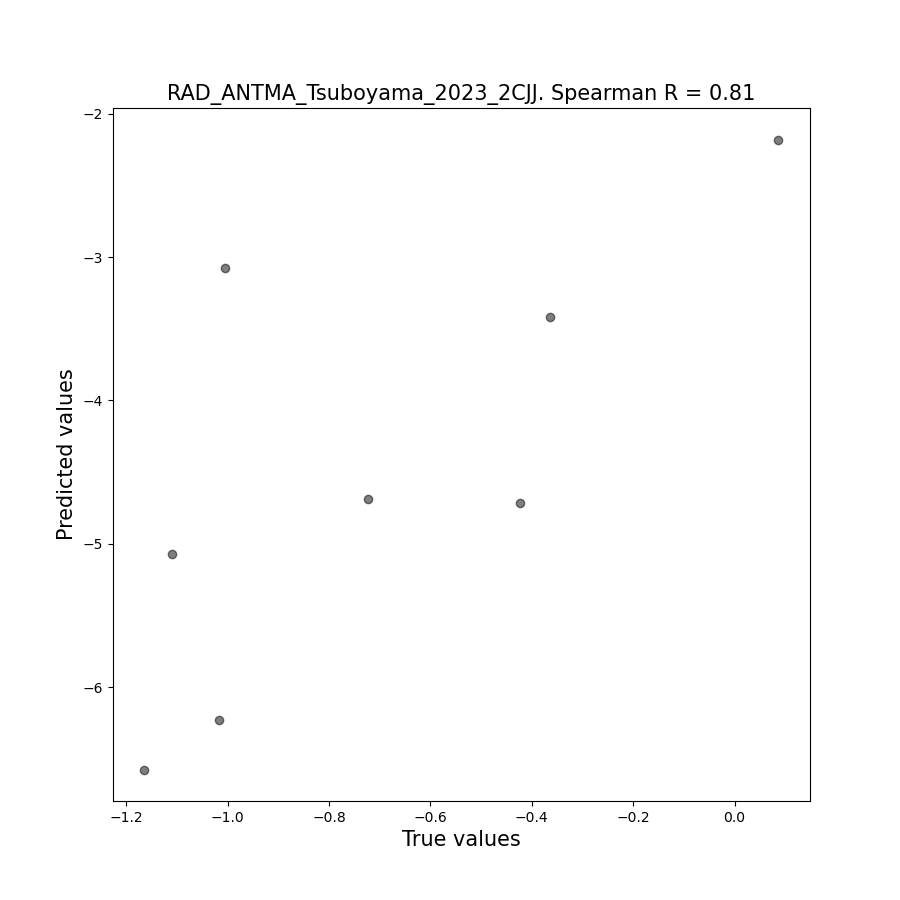 RAD_ANTMA_Tsuboyama_2023_2CJJ. Spearman R = 0.81
Predicted values
−2
−3
−4
−5
−6
−1.2 −1.0 −0.8 −0.6 −0.4 −0.2 0.0
True values